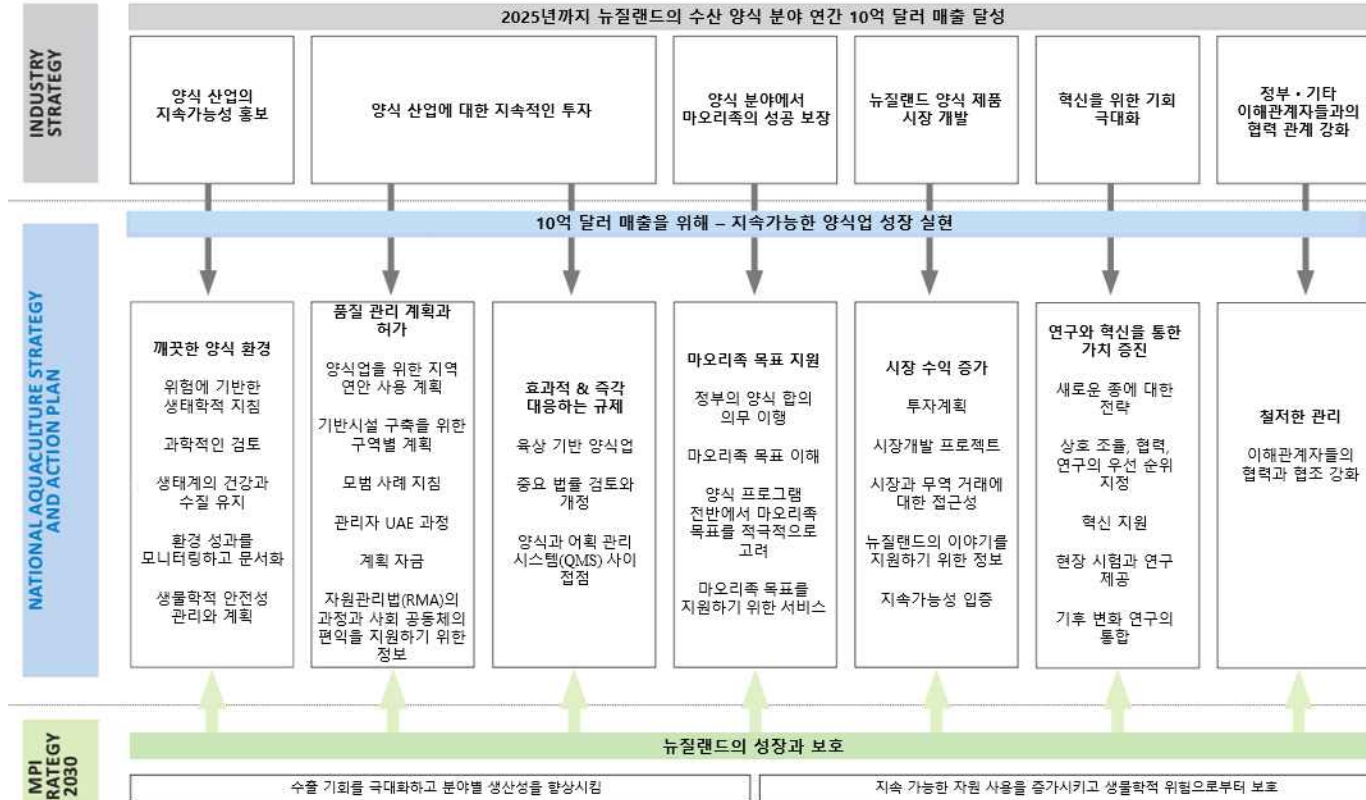 INDUSTRY
STRATEGY
2025년까지 뉴질랜드의 수산 양식 분야 연간 10억 달러 매출 달성
양식 산업의
지속가능성 홍보
양식 산업에 대한 지속적인 투자
양식 분야에서
마오리족의 성공 보장
뉴질랜드 양식 제품
시장 개발
혁신을 위한 기회
극대화
정부·기타
이해관계자들과의
협력 관계 강화
NATIONAL AQUACULTURE STRATEGY
AND ACTION PLAN
10억 달러 매출을 위해 – 지속가능한 양식업 성장 실현
깨끗한 양식 환경
위험에 기반한
생태학적 지침
과학적인 검토
생태계의 건강과
수질 유지
환경 성과를
모니터링하고 문서화
생물학적 안전성
관리와 계획
품질 관리 계획과
허가
양식업을 위한 지역
연안 사용 계획
기반시설 구축을 위한
구역별 계획
모범 사례 지침
관리자 UAE 과정
계획 자금
자원관리법(RMA)의
과정과 사회 공동체의
편익을 지원하기 위한
정보
효과적 & 즉각
대응하는 규제
육상 기반 양식업
중요 법률 검토와
개정
양식과 어획 관리
시스템(QMS) 사이
접점
마오리족 목표 지원
정부의 양식 합의
의무 이행
마오리족 목표 이해
양식 프로그램
전반에서 마오리족
목표를 적극적으로
고려
마오리족 목표를
지원하기 위한 서비스
시장 수익 증가
투자계획
시장개발 프로젝트
시장과 무역 거래에
대한 접근성
뉴질랜드의 이야기를
지원하기 위한 정보
지속가능성 입증
연구와 혁신을 통한
가치 증진
새로운 종에 대한
전략
상호 조율, 협력,
연구의 우선 순위
지정
혁신 지원
현장 시험과 연구
제공
기후 변화 연구의
통합
철저한 관리
이해관계자들의
협력과 협조 강화
MPI
RATEGY
2030
뉴질랜드의 성장과 보호
수출 기회를 극대화하고 분야별 생산성을 향상시킴
지속 가능한 자원 사용을 증가시키고 생물학적 위험으로부터 보호